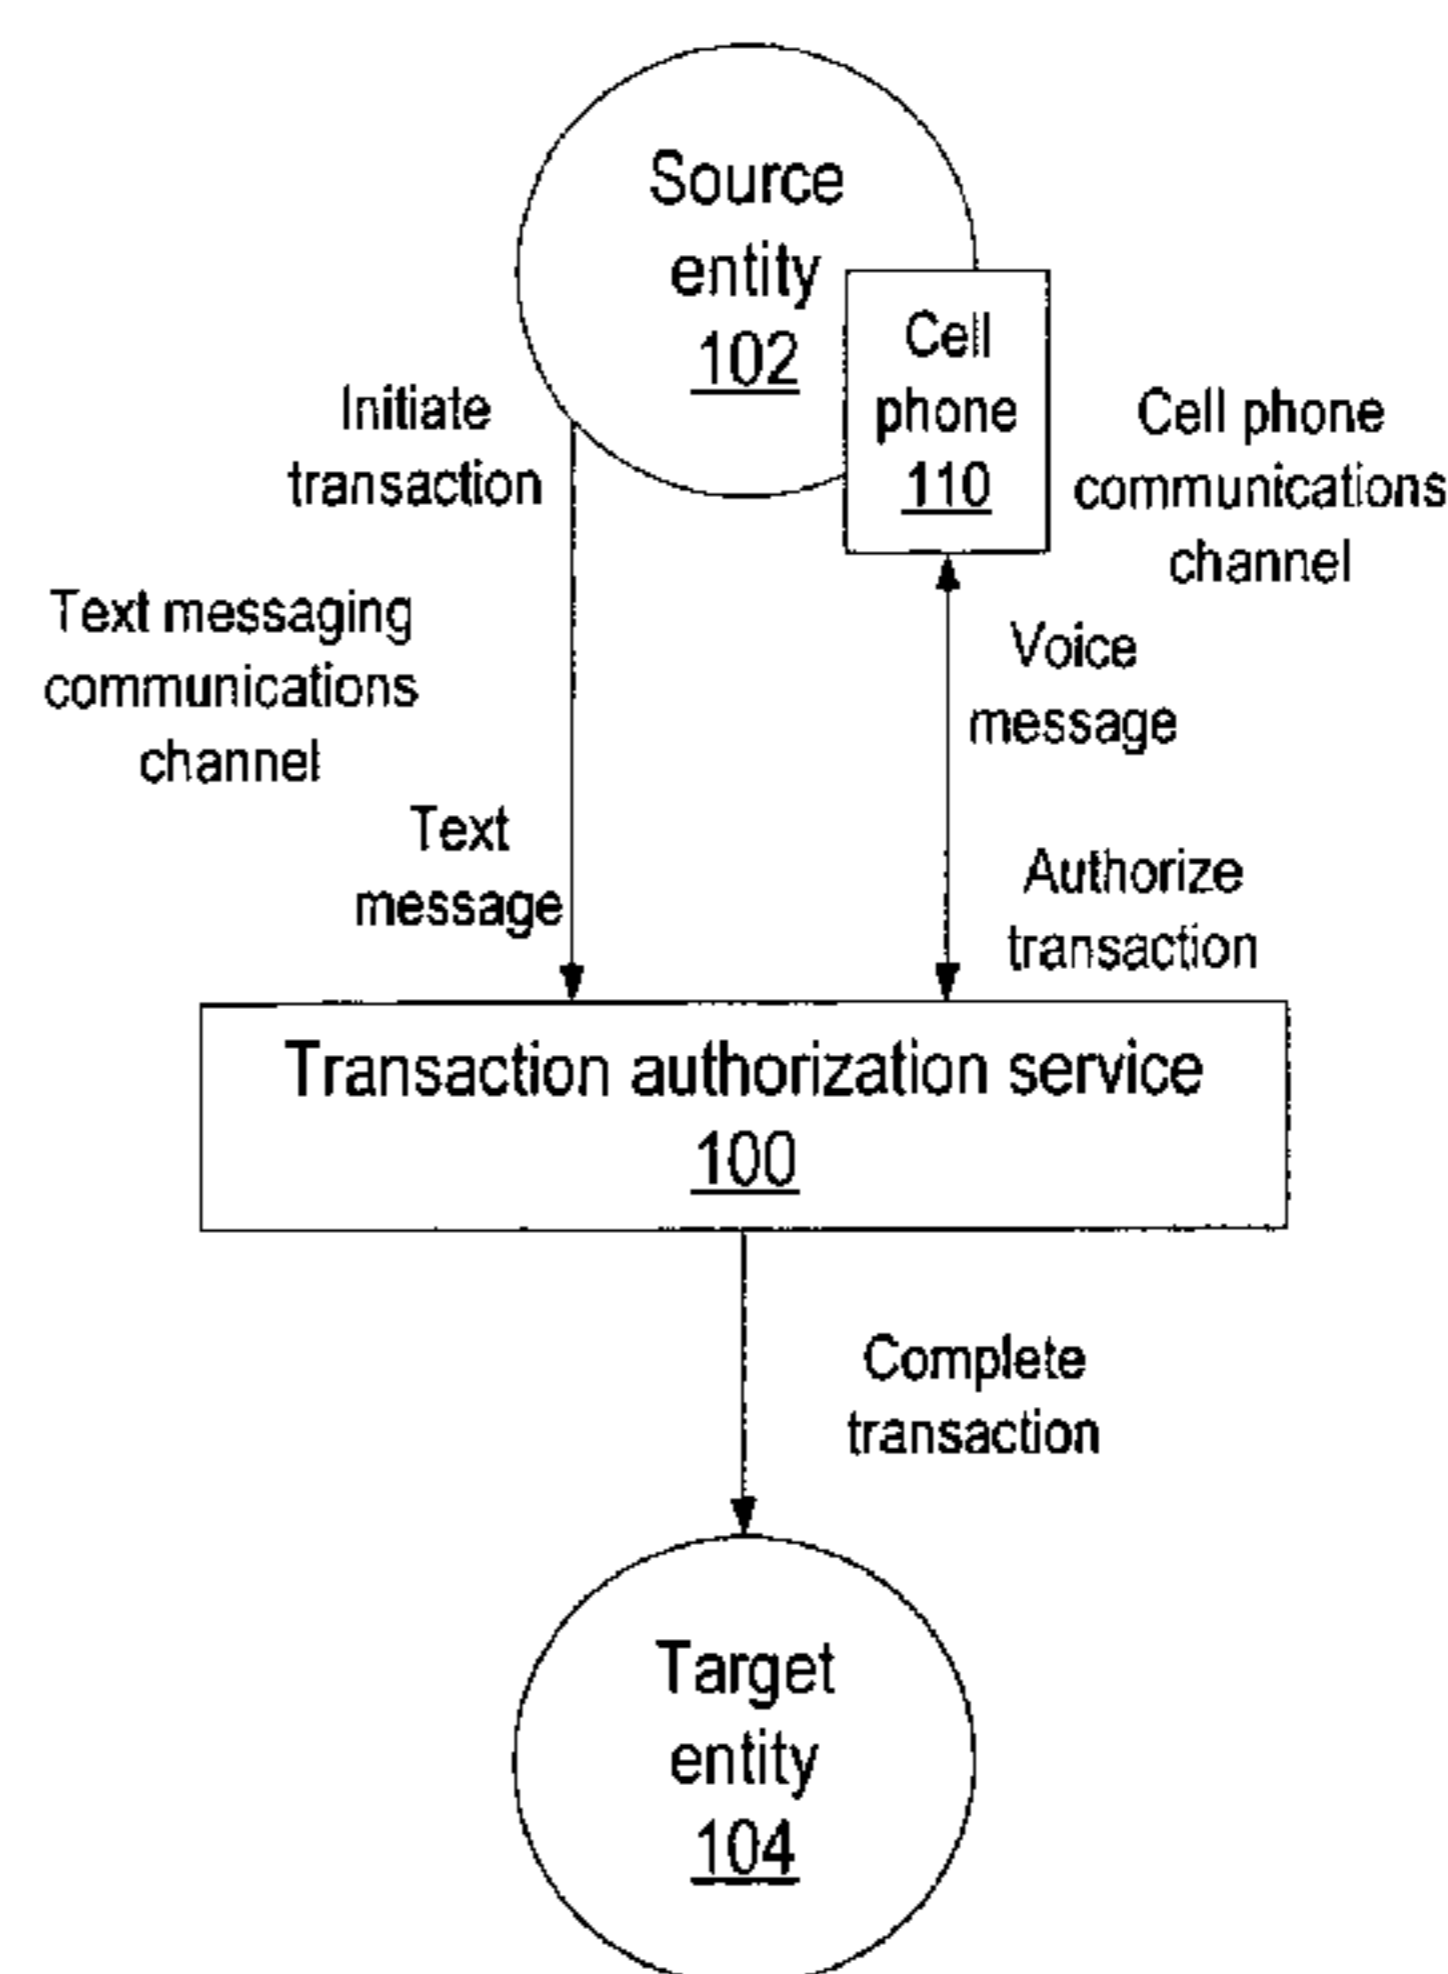 Source
entity
102
Cell
phone
110
Initiate
transaction
Cell phone
communications
channel
Text messaging
communications
channel
Voice
message
Text
message
Authorize
transaction
Transaction authorization service
100
Complete
transaction
Target
entity
104